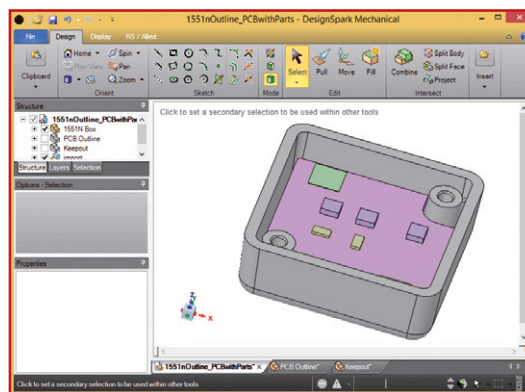 1551nOutline_PCBwithParts - DesignSpark Mechanical
File Design Display RS / Allied
Clipboard
Home Spin
Plan View Pan
Zoom
Orient
Sketch
Mode
Select Pull Move Fill
Edit
Combine
Split Body
Split Face
Project
Intersect
Insert
Structure
1551nOutline_PCBwithPar
1551N Box
PCB Outline
Keepout
import
Structure Layers Selection
Options - Selection
Properties
Click to set a secondary selection to be used within other tools
Z
X
1551nOutline_PCBwithParts* PCB Outline* Keepout*
Click to set a secondary selection to be used within other tools